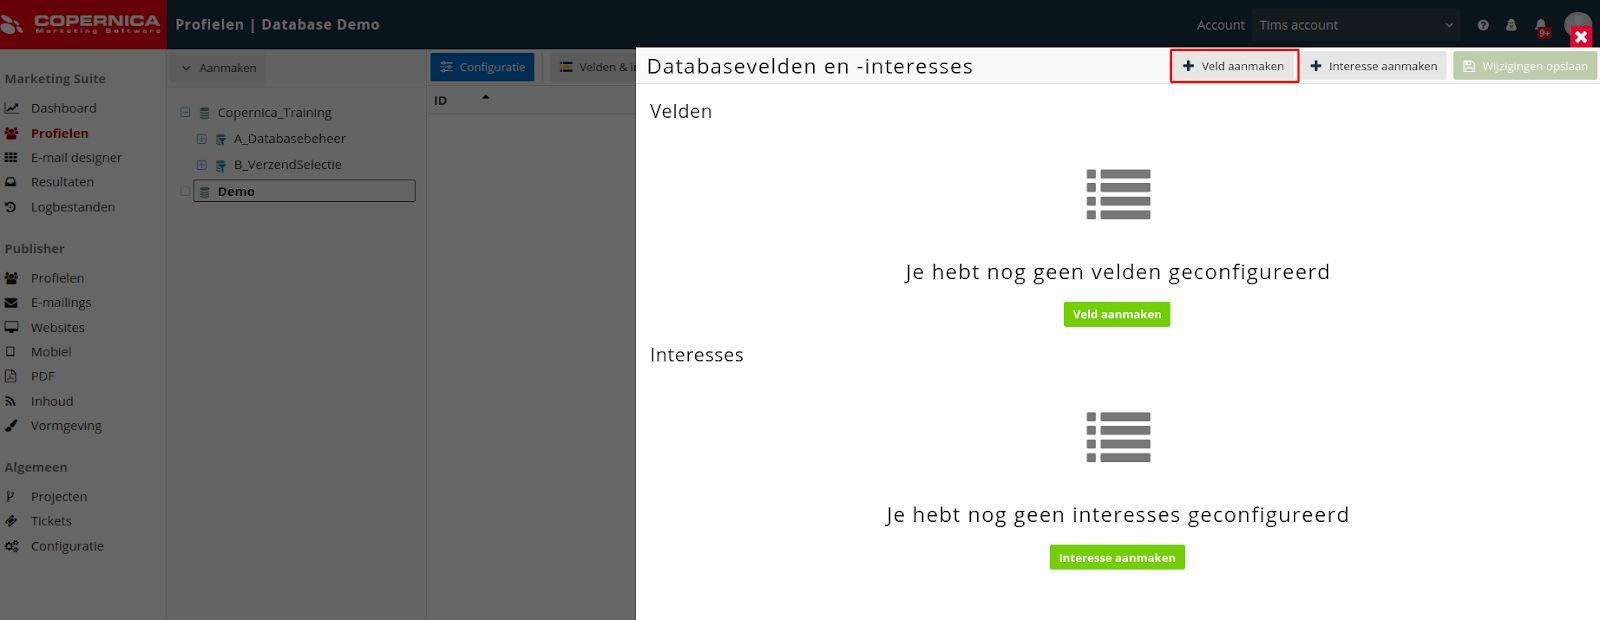 COPERNICA
Marketing Software
Profielen | Database Demo
Account
Tims account
9+
Marketing Suite
Dashboard
Profielen
E-mail designer
Resultaten
Logbestanden
Publisher
Profielen
E-mailings
Websites
Mobiel
PDF
Inhoud
Vormgeving
Algemeen
Projecten
Tickets
Configuratie
Aanmaken
Copernica_Training
A_Databasebeheer
B_VerzendSelectie
Demo
Configuratie
Velden & in
ID
Databasevelden en -interesses
Veld aanmaken
Interesse aanmaken
Wijzigingen opslaan
Velden
Je hebt nog geen velden geconfigureerd
Veld aanmaken
Interesses
Je hebt nog geen interesses geconfigureerd
Interesse aanmaken